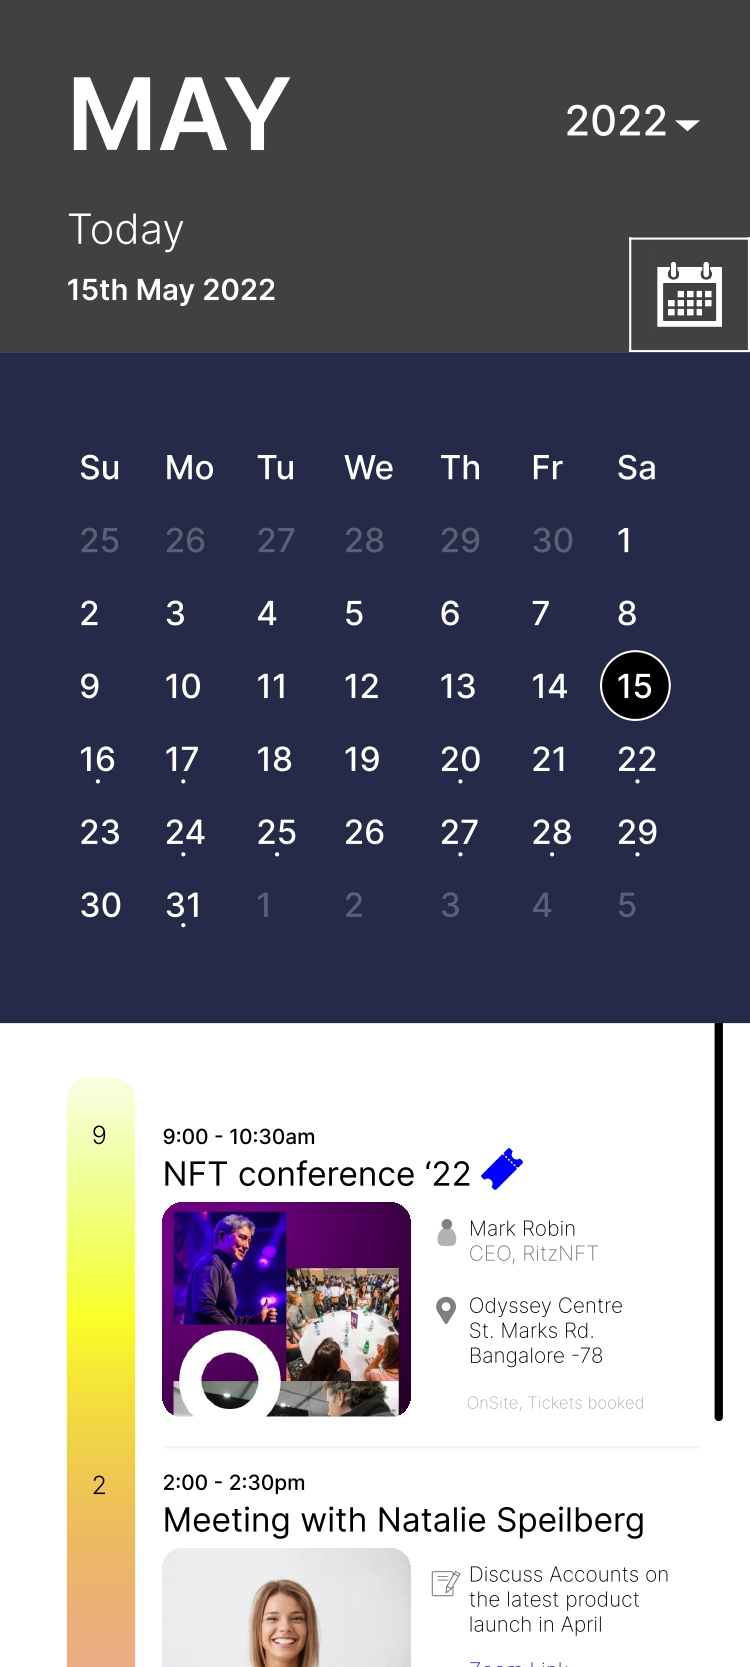 MAY
2022
Today
15th May 2022
Su Mo Tu We Th Fr Sa
25 26 27 28 29 30 1
2 3 4 5 6 7 8
9 10 11 12 13 14 15
16 17 18 19 20 21 22
23 24 25 26 27 28 29
30 31 1 2 3 4 5
9
9:00 - 10:30am
NFT conference ‘22
Mark Robin
CEO, RitzNFT
Odyssey Centre
St. Marks Rd.
Bangalore -78
OnSite, Tickets booked
2
2:00 - 2:30pm
Meeting with Natalie Speilberg
Discuss Accounts on
the latest product
launch in April
Zoom Link